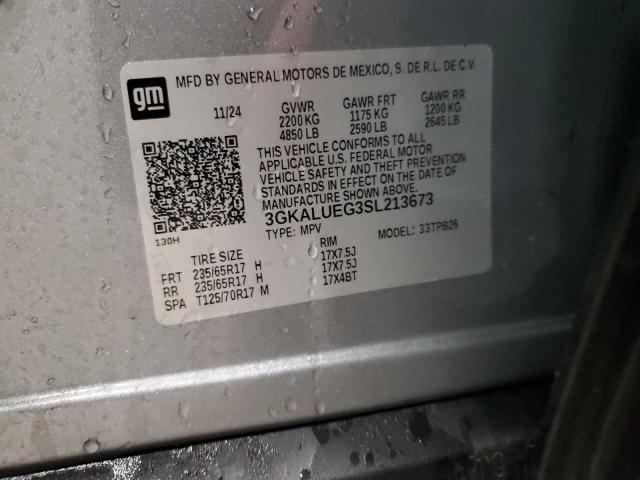 gm
MFD BY GENERAL MOTORS DE MEXICO, S. DE R.L. DE C.V.
11/24 GVWR GAWR FRT GAWR RR
2200 KG 1175 KG 1200 KG
4850 LB 2590 LB 2645 LB
THIS VEHICLE CONFORMS TO ALL
APPLICABLE U.S. FEDERAL MOTOR
VEHICLE SAFETY AND THEFT PREVENTION
STANDARDS IN EFFECT ON THE DATE OF
MANUFACTURE SHOWN ABOVE.
3GKALUEG3SL213673
130H TYPE: MPV MODEL: 33TPB26
TIRE SIZE RIM
FRT 235/65R17 H 17X7.5J
RR 235/65R17 H 17X7.5J
SPA T125/70R17 M 17X4BT